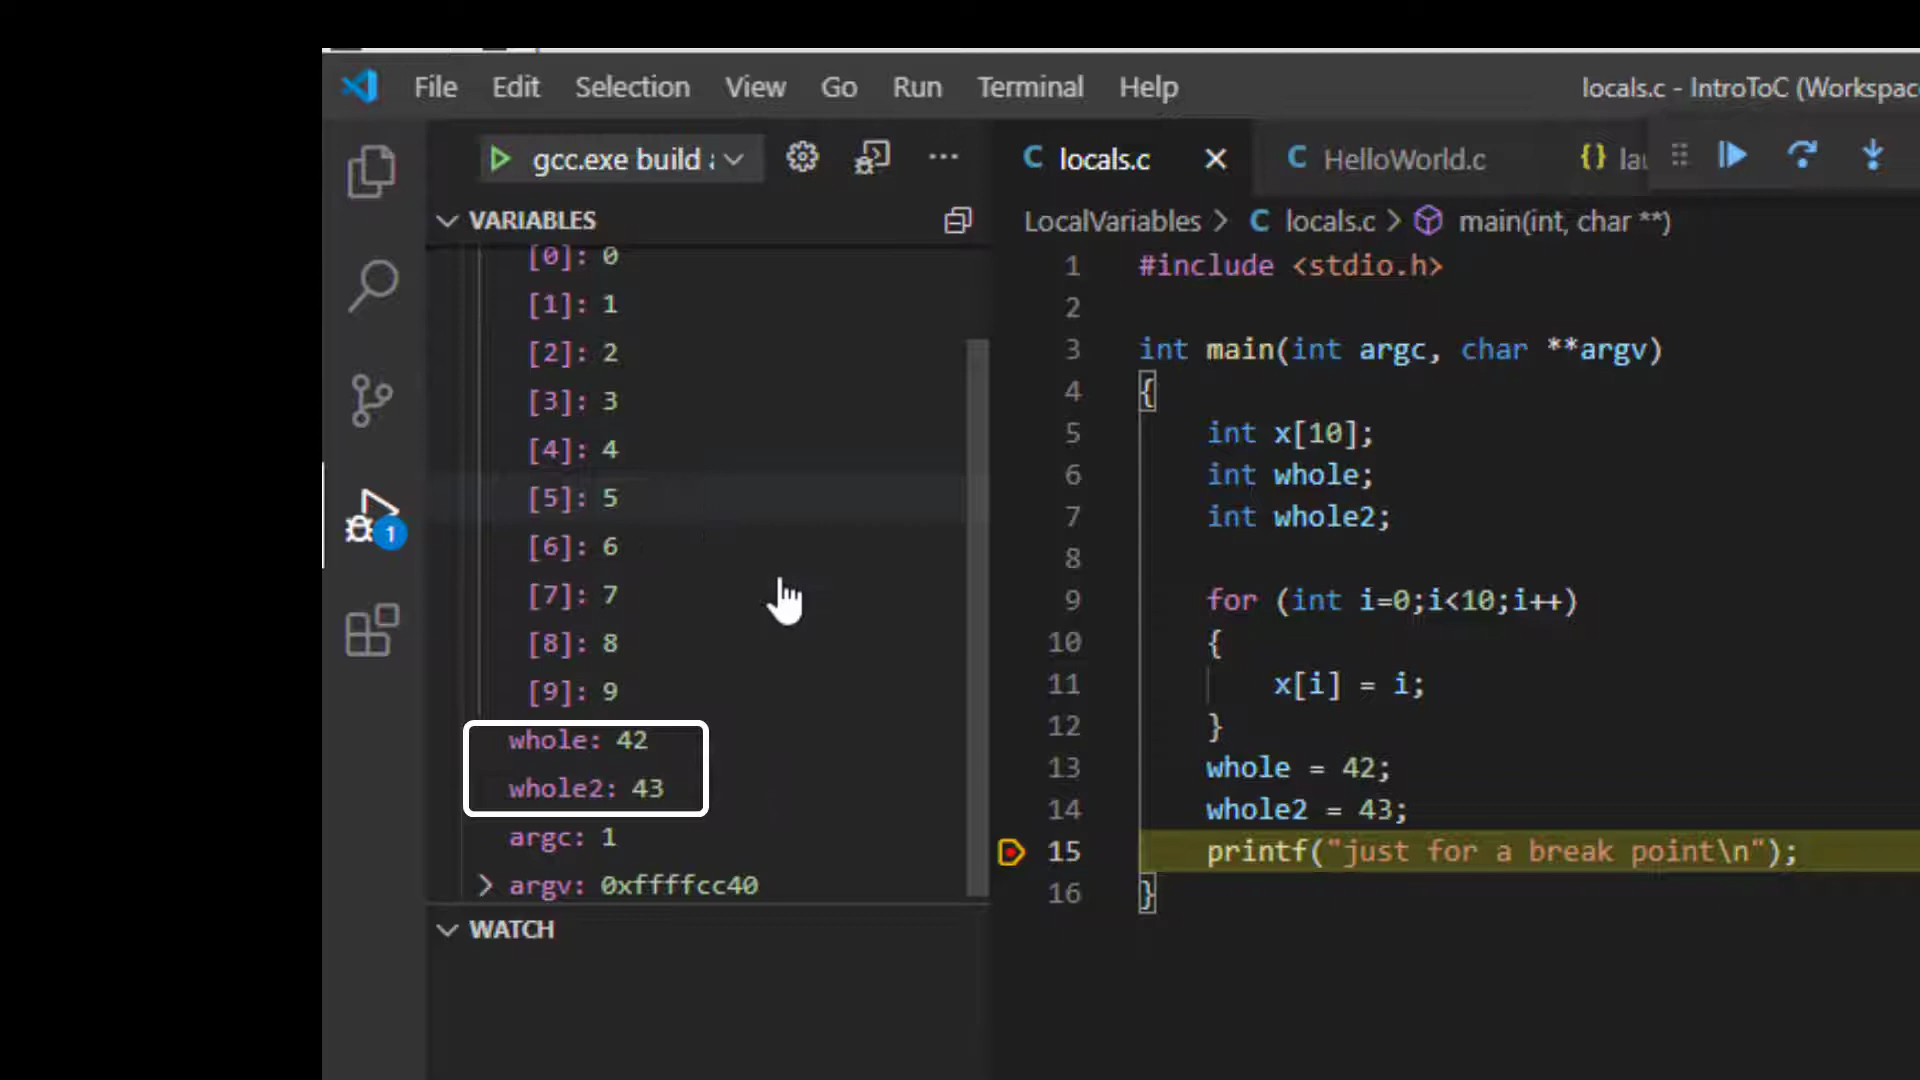 File Edit Selection View Go Run Terminal Help
locals.c - IntroToC (Workspac
gcc.exe build
locals.c
HelloWorld.c
VARIABLES
[0]: 0
[1]: 1
[2]: 2
[3]: 3
[4]: 4
[5]: 5
[6]: 6
[7]: 7
[8]: 8
[9]: 9
whole: 42
whole2: 43
argc: 1
argv: 0xffffcc40
WATCH
1
LocalVariables > locals.c > main(int, char **)
1 #include <stdio.h>
2
3 int main(int argc, char **argv)
4 {
5 int x[10];
6 int whole;
7 int whole2;
8
9 for (int i=0;i<10;i++)
10 {
11 x[i] = i;
12 }
13 whole = 42;
14 whole2 = 43;
15 printf("just for a break point\n");
16 }